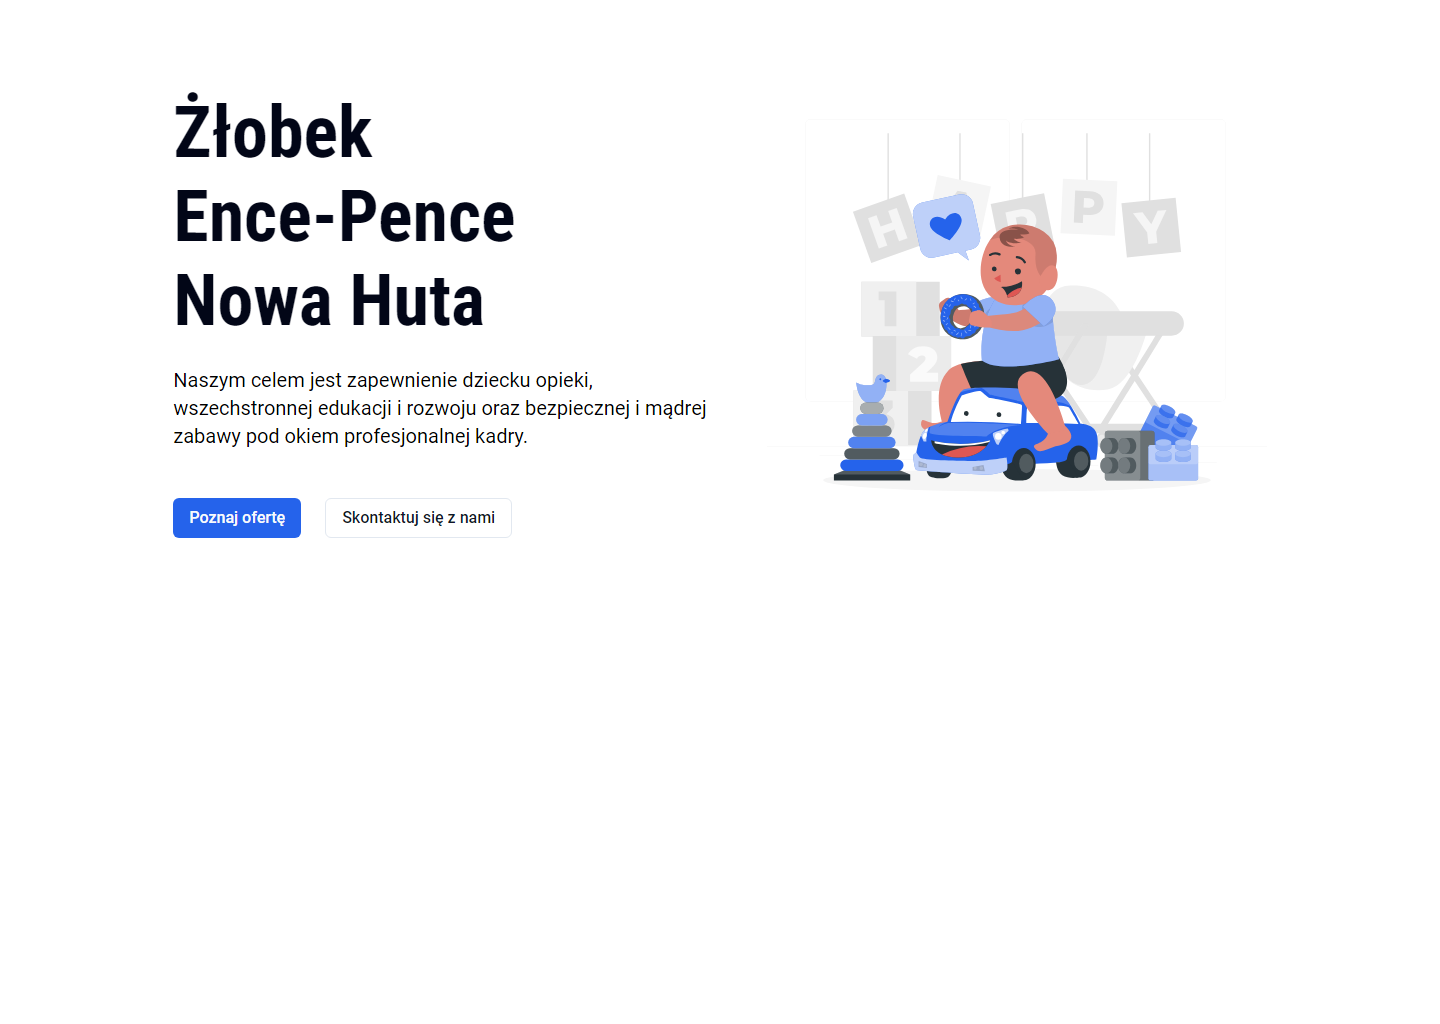 Żłobek
Ence-Pence
Nowa Huta
Naszym celem jest zapewnienie dziecku opieki,
wszechstronnej edukacji i rozwoju oraz bezpiecznej i mądrej
zabawy pod okiem profesjonalnej kadry.
Poznaj ofertę
Skontaktuj się z nami
H A P P Y
1
2